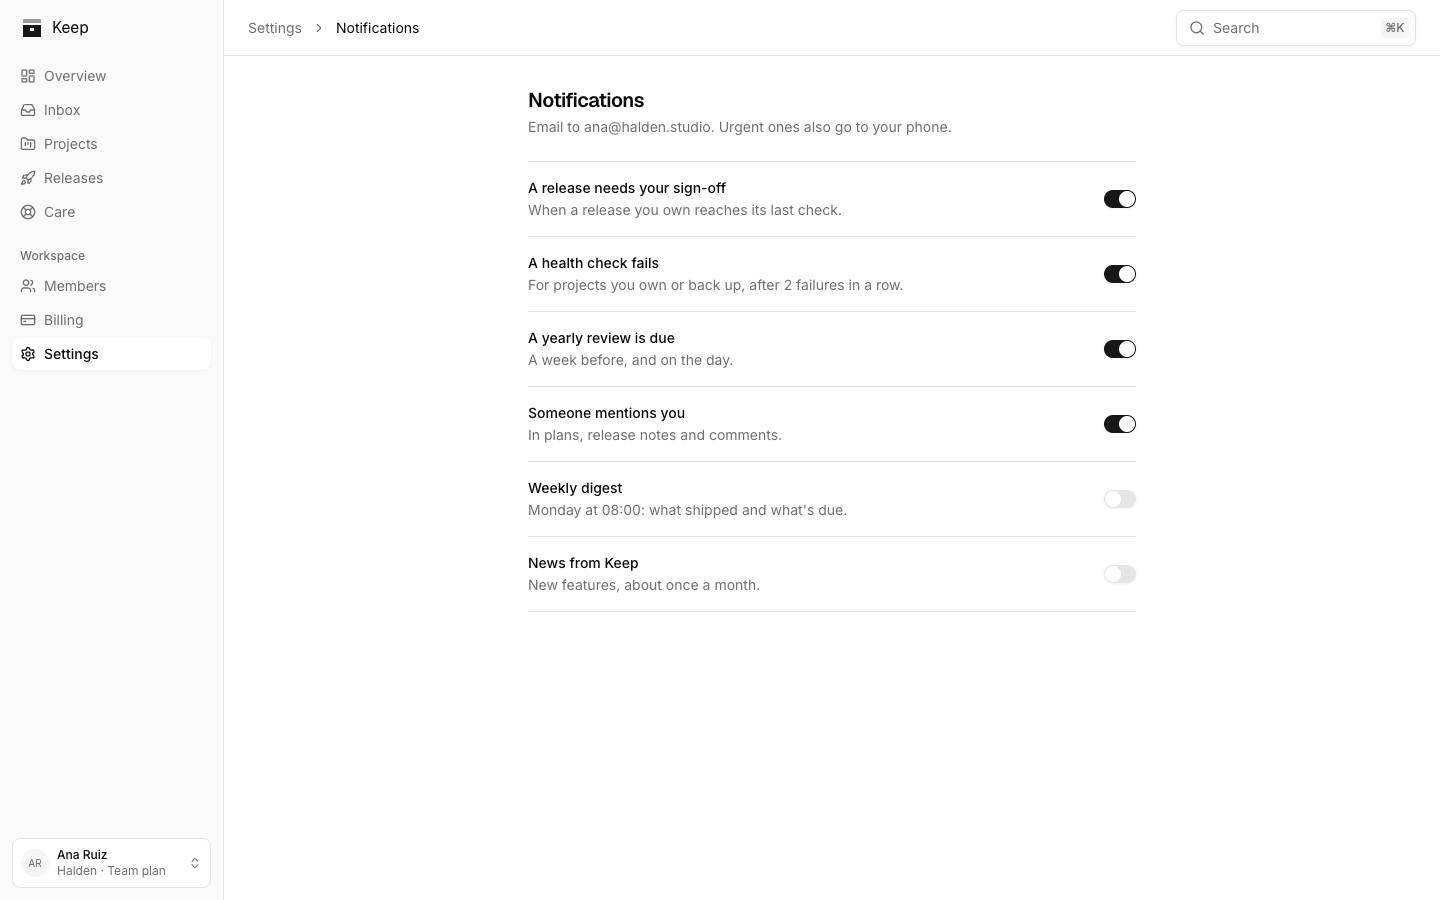 Keep
Overview
Inbox
Projects
Releases
Care
Workspace
Members
Billing
Settings
AR
Ana Ruiz
Halden · Team plan
Settings > Notifications
Search ⌘K
Notifications
Email to ana@halden.studio. Urgent ones also go to your phone.
A release needs your sign-off
When a release you own reaches its last check.
A health check fails
For projects you own or back up, after 2 failures in a row.
A yearly review is due
A week before, and on the day.
Someone mentions you
In plans, release notes and comments.
Weekly digest
Monday at 08:00: what shipped and what's due.
News from Keep
New features, about once a month.